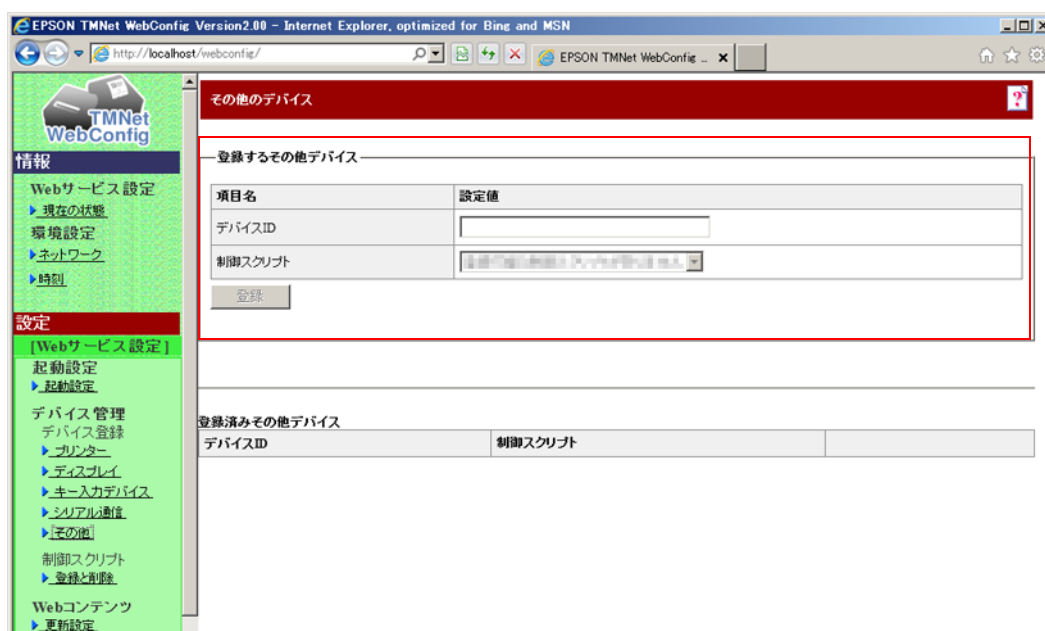 EPSON TMNet WebConfig Version2.00 - Internet Explorer, optimized for Bing and MSN
http://localhost/webconfig/
EPSON TMNet WebConfig ...
TMNet
WebConfig
情報
Webサービス設定
現在の状態
環境設定
ネットワーク
時刻
設定
[Webサービス設定]
起動設定
起動設定
デバイス管理
デバイス登録
プリンター
ディスプレイ
キー入力デバイス
シリアル通信
その他
制御スクリプト
登録と削除
Webコンテンツ
更新設定
その他のデバイス
登録するその他デバイス
項目名 設定値
デバイスID
制御スクリプト
登録
登録済みその他デバイス
デバイスID 制御スクリプト